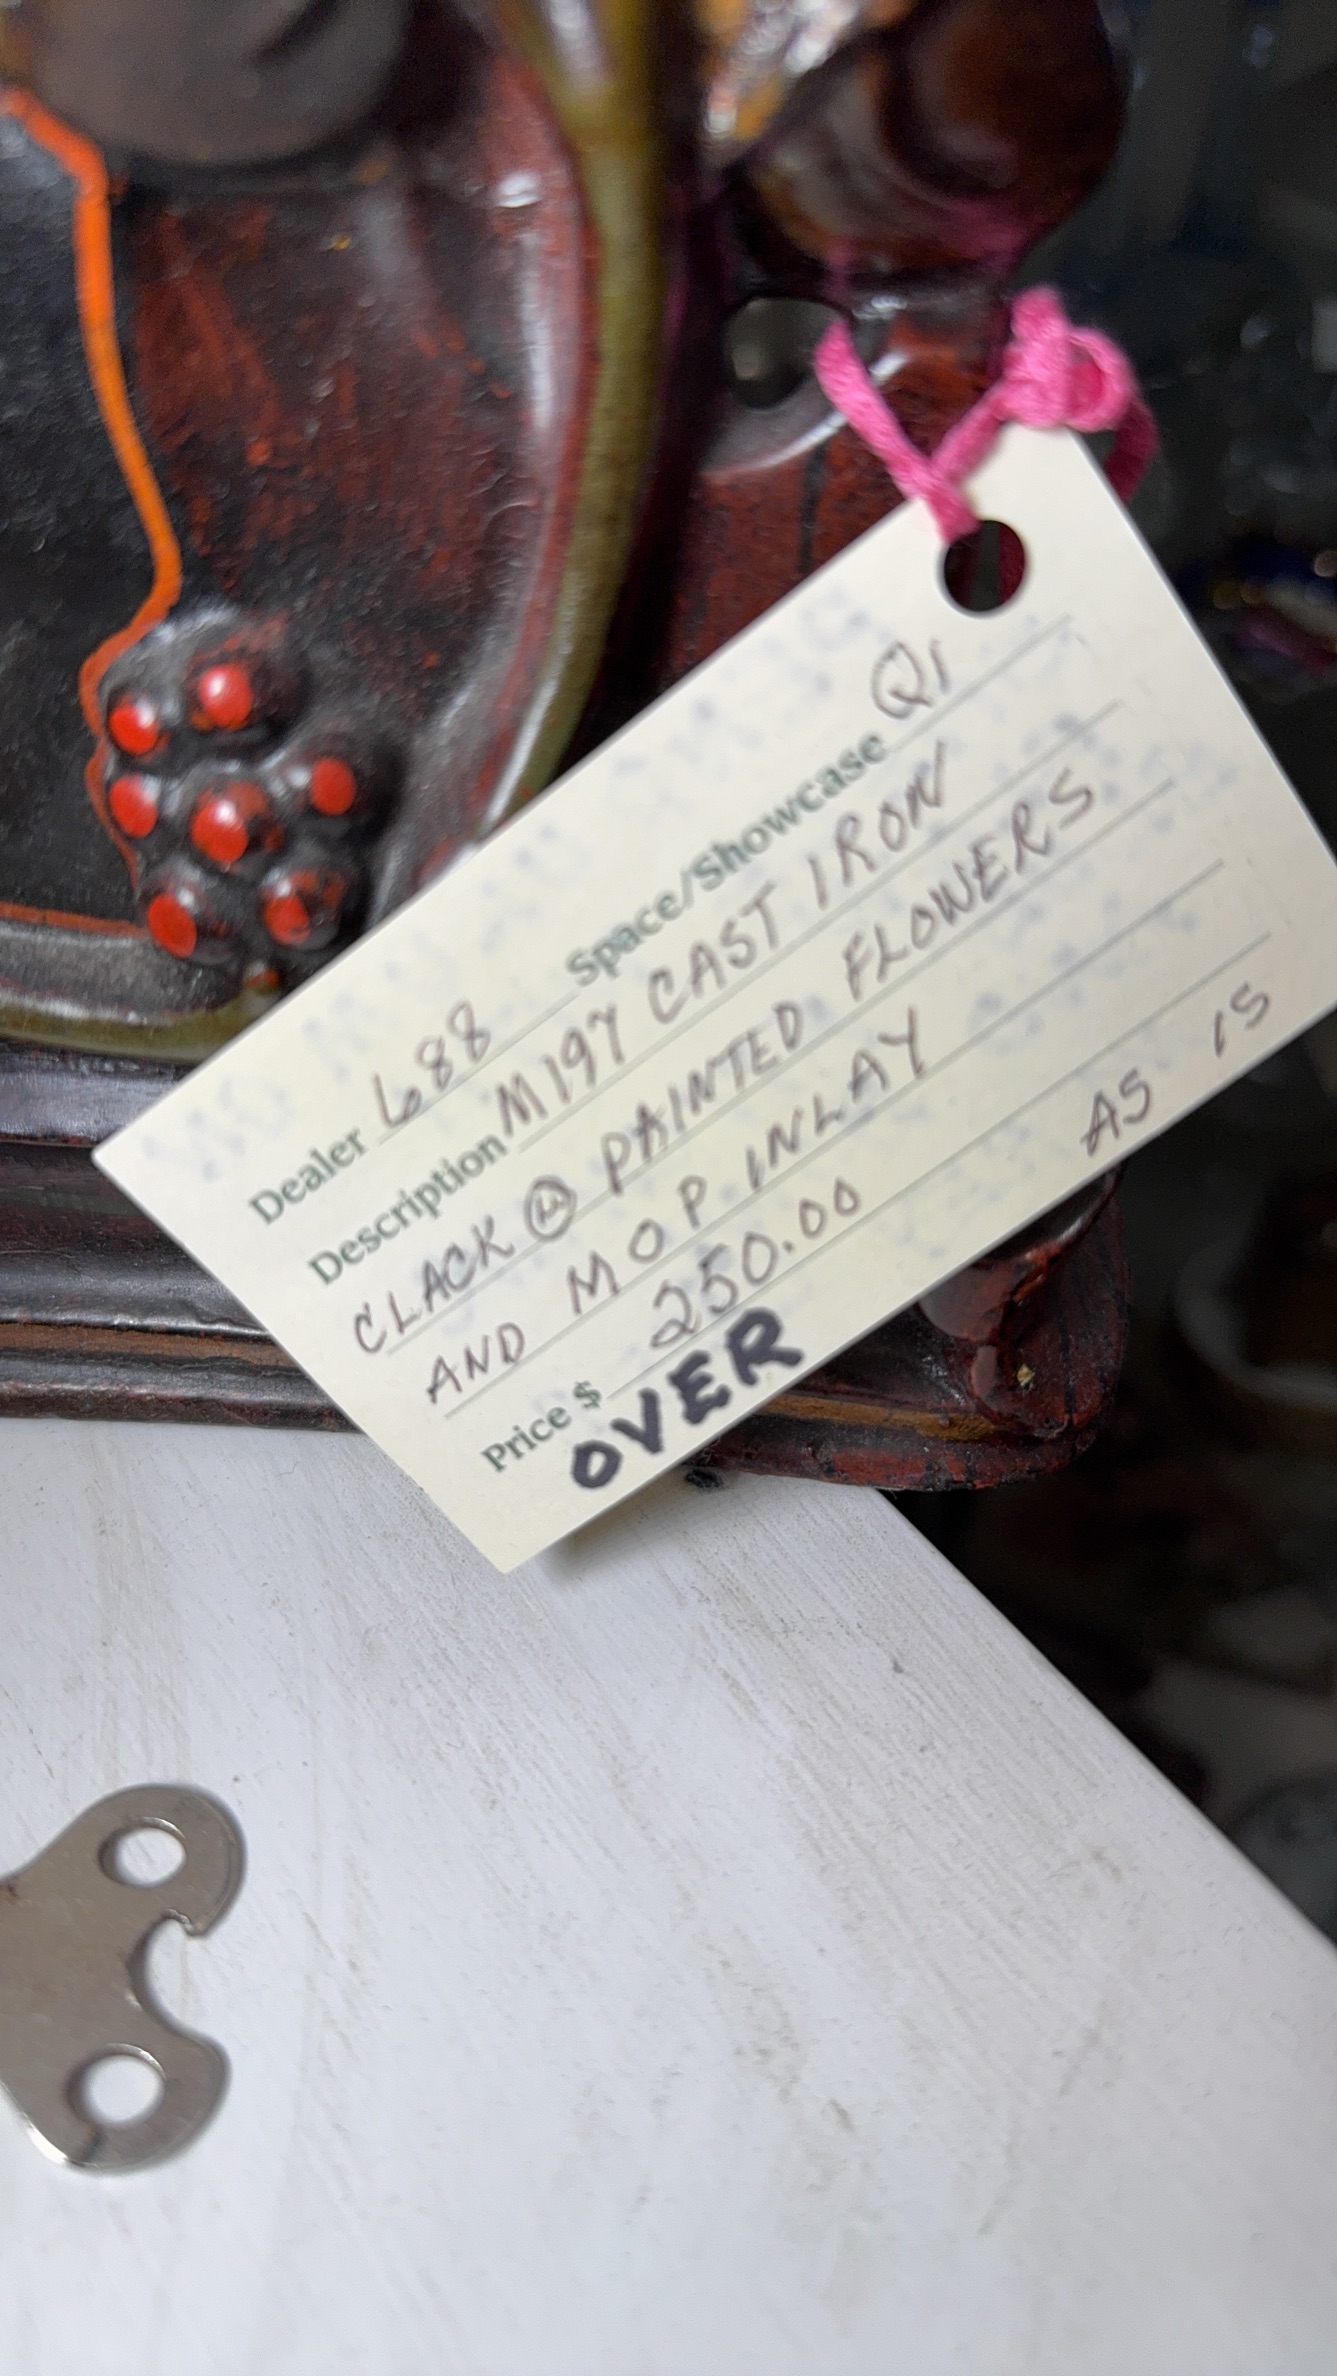 Dealer 688 Space/Showcase Q1
Description M197 CAST IRON
CLACK @ PAINTED FLOWERS
AND MOP INLAY
Price $ 250.00 AS IS
OVER